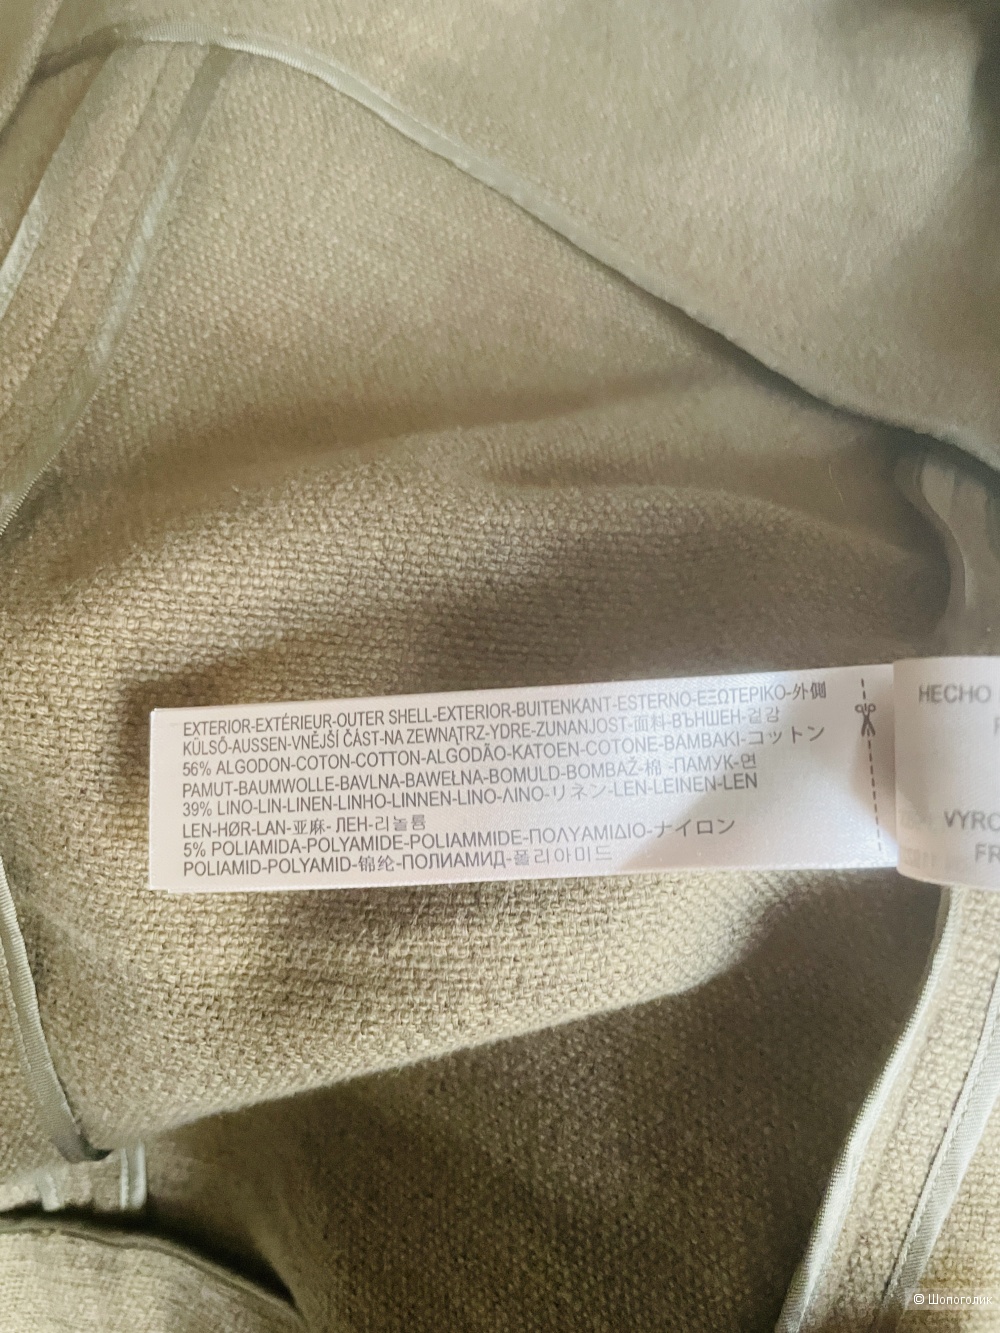 EXTERIOR-EXTÉRIEUR-OUTER SHELL-EXTERIOR-BUITENKANT-ESTERNO-ΕΞΩΤΕΡΙΚΟ-外側
KÜLSŐ-AUSSEN-VNĚJŠÍ ČÁST-NA ZEWNĄTRZ-YDRE-ZUNANJOST-面料-ВЪНШЕН-겉감
56% ALGODON-COTON-COTTON-ALGODÃO-KATOEN-COTONE-BAMBAKI-コットン
PAMUT-BAUMWOLLE-BAVLNA-BAWEŁNA-BOMULD-BOMBAŽ-棉 -ПАМУК-면
39% LINO-LIN-LINEN-LINHO-LINNEN-LINO-ΛΙΝΟ-リネン-LEN-LEINEN-LEN
LEN-HØR-LAN-亚麻- ЛЕН-리놀륨
5% POLIAMIDA-POLYAMIDE-POLIAMMIDE-ΠΟΛΥΑΜΙΔΙΟ-ナイロン
POLIAMID-POLYAMID-锦纶-ПОЛИАМИД-폴리아미드
HECHO
VYRO
FR
© Шопоголик